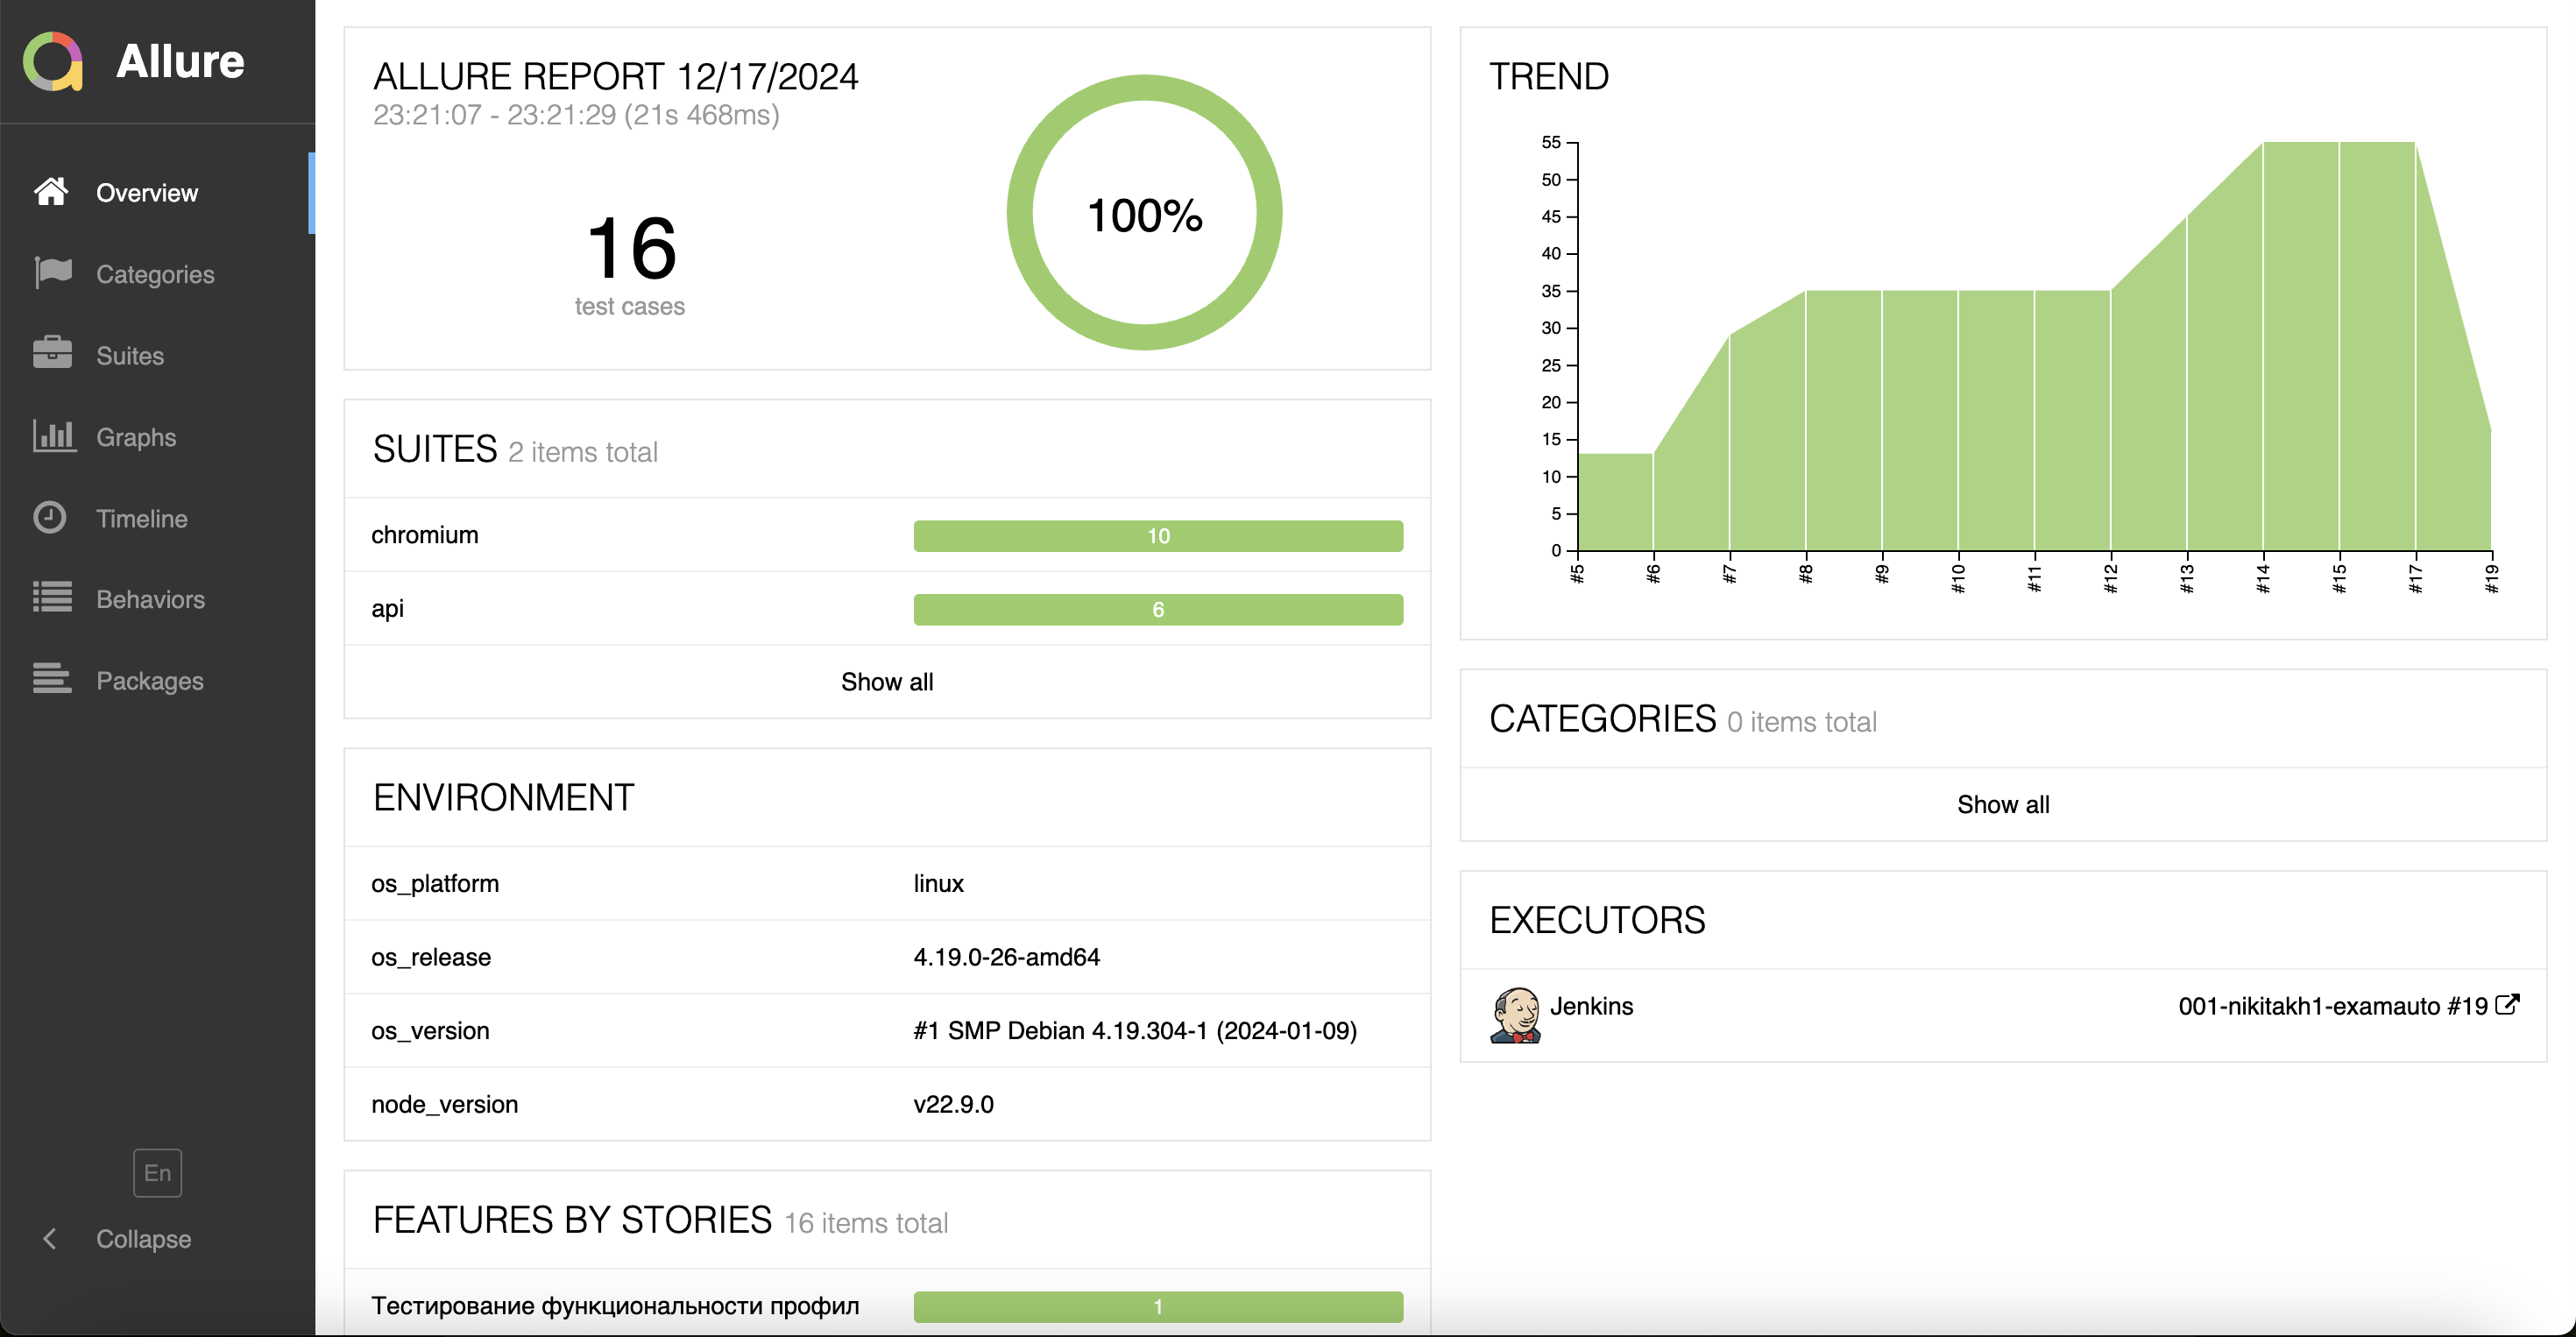 Allure
Overview
Categories
Suites
Graphs
Timeline
Behaviors
Packages
En
Collapse
ALLURE REPORT 12/17/2024
23:21:07 - 23:21:29 (21s 468ms)
16
test cases
100%
SUITES 2 items total
chromium 10
api 6
Show all
ENVIRONMENT
os_platform linux
os_release 4.19.0-26-amd64
os_version #1 SMP Debian 4.19.304-1 (2024-01-09)
node_version v22.9.0
FEATURES BY STORIES 16 items total
Тестирование функциональности профил 1
TREND
55
50
45
40
35
30
25
20
15
10
5
0
#5 #6 #7 #8 #9 #10 #11 #12 #13 #14 #15 #17 #19
CATEGORIES 0 items total
Show all
EXECUTORS
Jenkins 001-nikitakh1-examauto #19